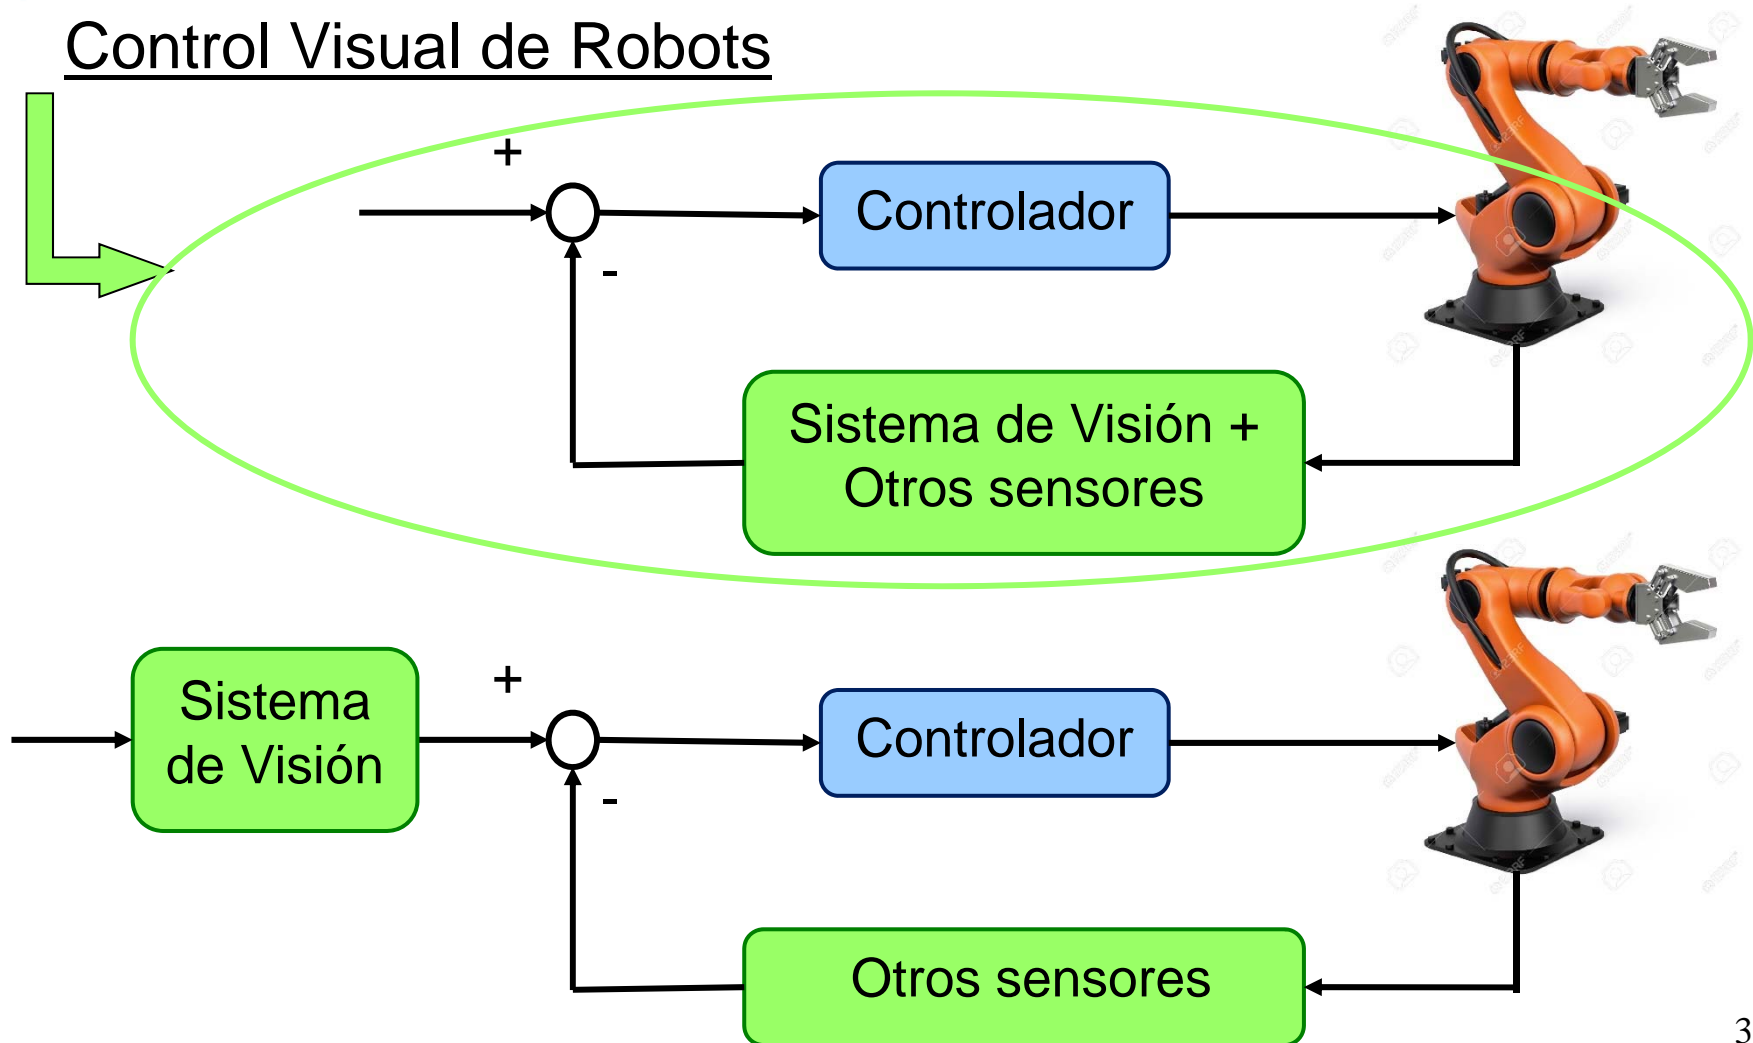 Control Visual de Robots
+
Controlador
-
Sistema de Visión +
Otros sensores
Sistema
de Visión
+
Controlador
-
Otros sensores
3